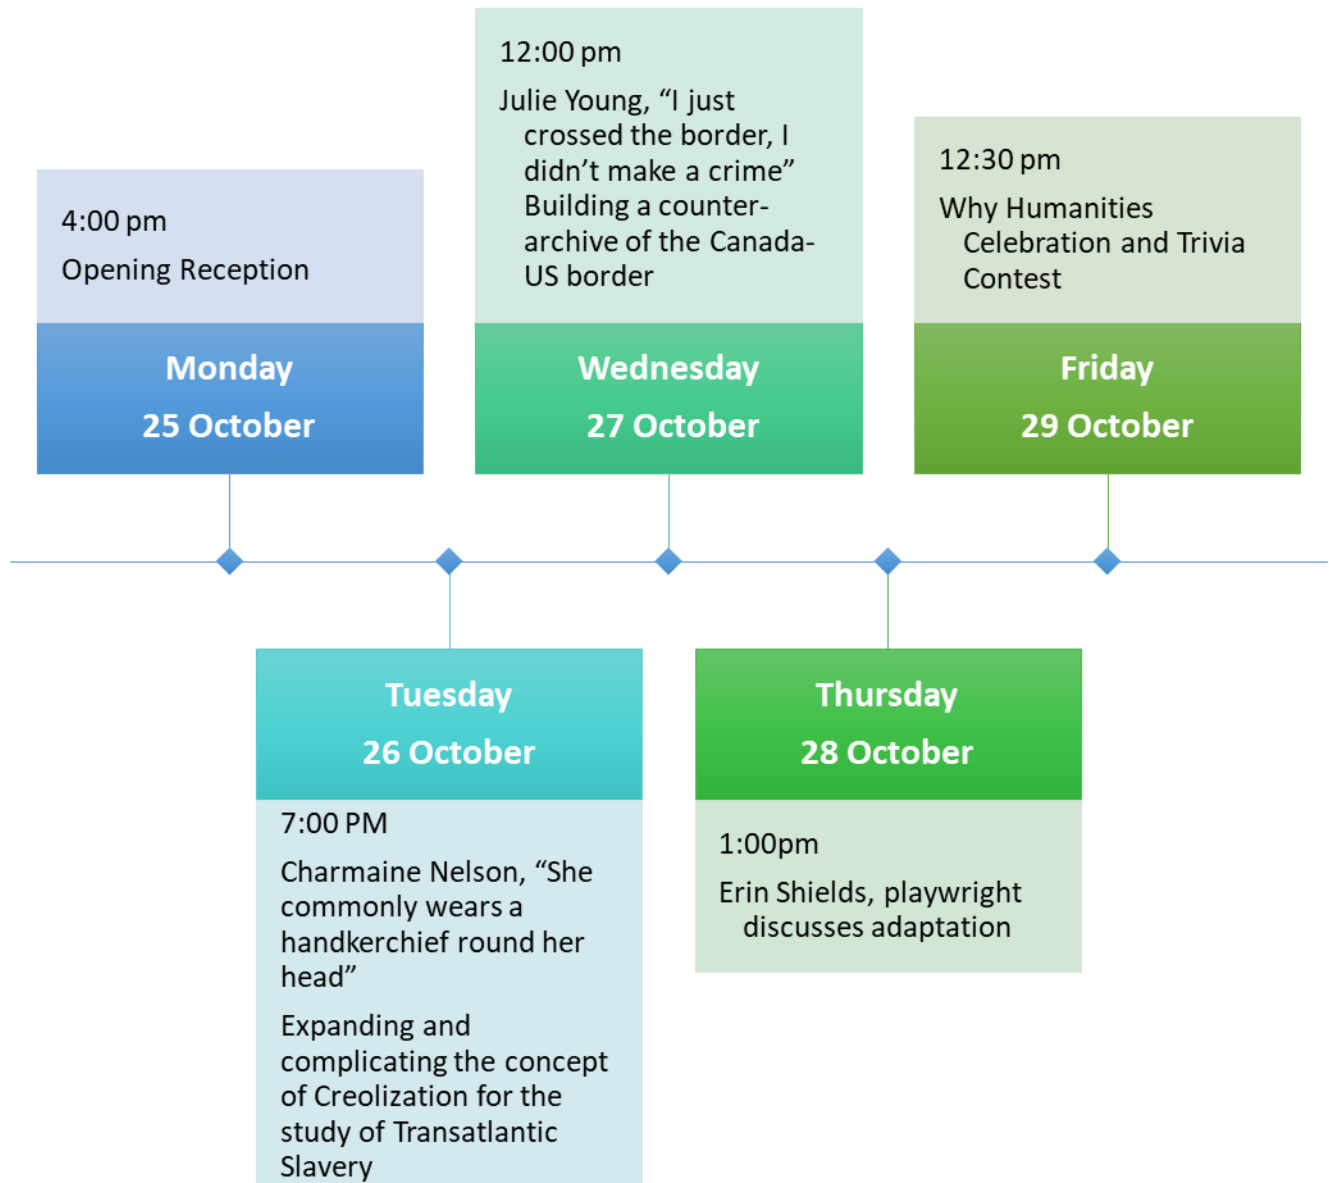 4:00 pm
Opening Reception
Monday
25 October
7:00 PM
Charmaine Nelson, “She
commonly wears a
handkerchief round her
head”
Expanding and
complicating the concept
of Creolization for the
study of Transatlantic
Slavery
Tuesday
26 October
12:00 pm
Julie Young, “I just
crossed the border, I
didn’t make a crime”
Building a counter-
archive of the Canada-
US border
Wednesday
27 October
Thursday
28 October
1:00pm
Erin Shields, playwright
discusses adaptation
12:30 pm
Why Humanities
Celebration and Trivia
Contest
Friday
29 October